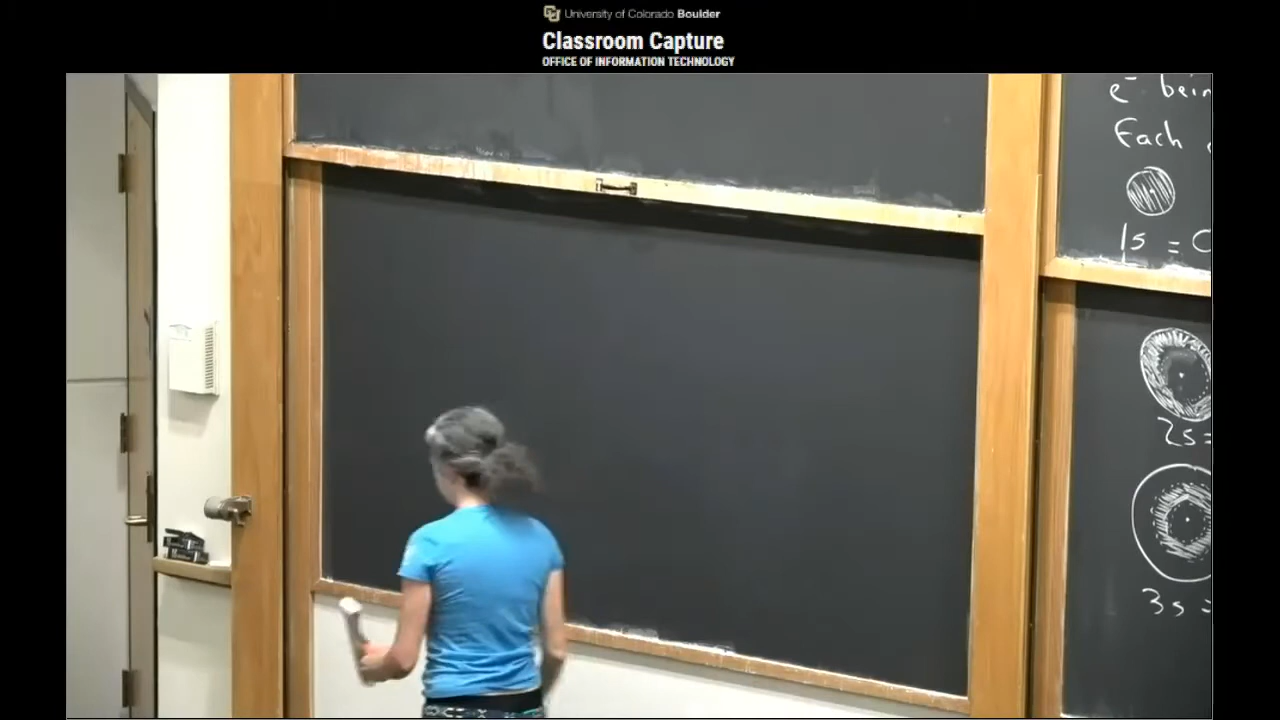 University of Colorado Boulder
Classroom Capture
OFFICE OF INFORMATION TECHNOLOGY
e⁻ bein
Each
1s = C
2s=
3s =